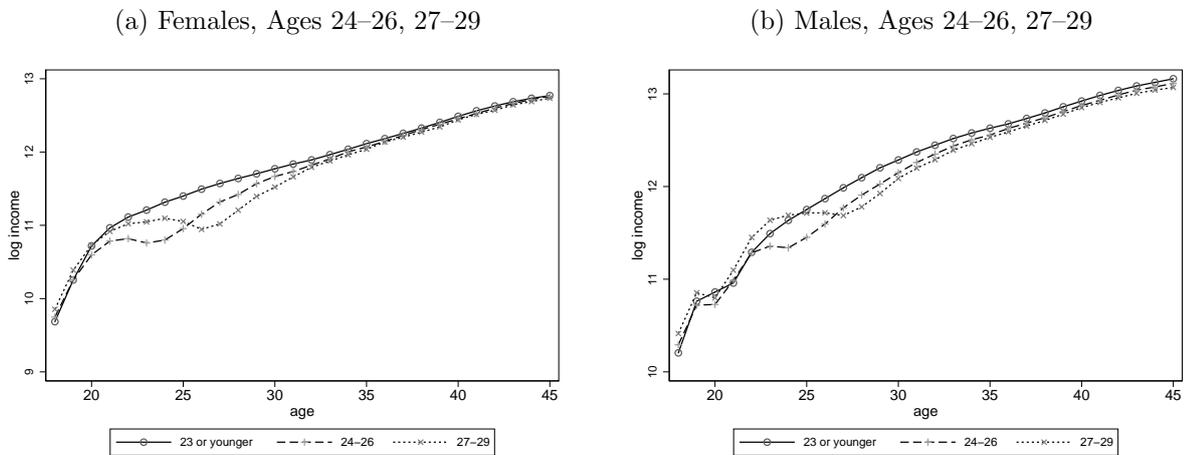 (a) Females, Ages 24–26, 27–29
13
12
11
10
9
log income
20 25 30 35 40 45
age
23 or younger 24–26 27–29
(b) Males, Ages 24–26, 27–29
13
12
11
10
log income
20 25 30 35 40 45
age
23 or younger 24–26 27–29